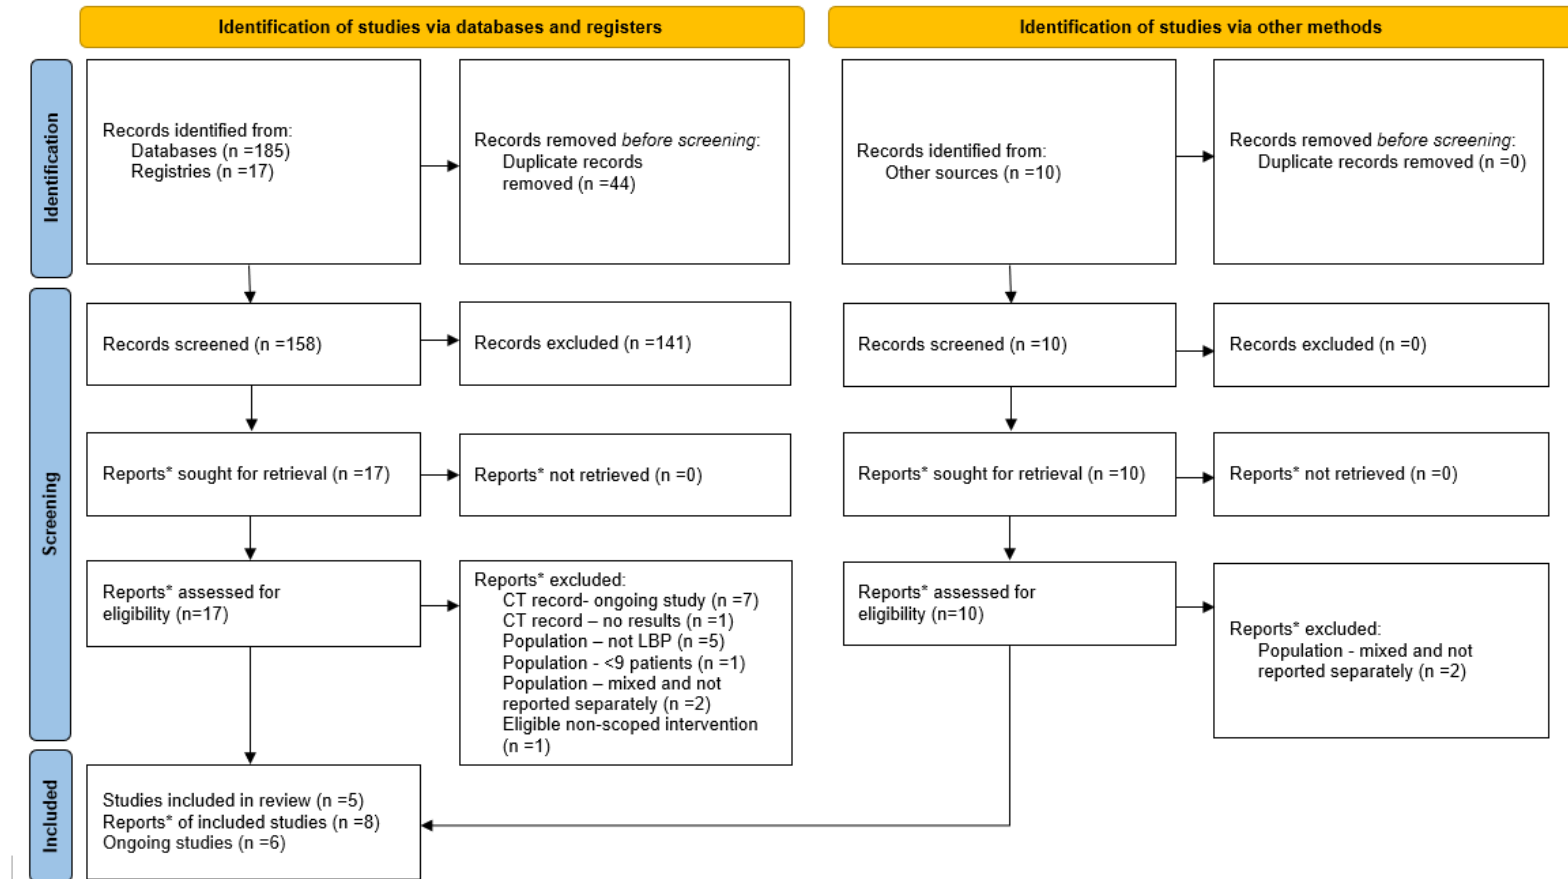 Identification of studies via databases and registers
Identification of studies via other methods
Identification
Records identified from:
Databases (n =185)
Registries (n =17)
Records removed before screening:
Duplicate records
removed (n =44)
Records identified from:
Other sources (n =10)
Records removed before screening:
Duplicate records removed (n =0)
Screening
Records screened (n =158)
Records excluded (n =141)
Records screened (n =10)
Records excluded (n =0)
Reports* sought for retrieval (n =17)
Reports* not retrieved (n =0)
Reports* sought for retrieval (n =10)
Reports* not retrieved (n =0)
Reports* assessed for
eligibility (n=17)
Reports* excluded:
CT record- ongoing study (n =7)
CT record – no results (n =1)
Population – not LBP (n =5)
Population - <9 patients (n =1)
Population – mixed and not
reported separately (n =2)
Eligible non-scoped intervention
(n =1)
Reports* assessed for
eligibility (n=10)
Reports* excluded:
Population - mixed and not
reported separately (n =2)
Included
Studies included in review (n =5)
Reports* of included studies (n =8)
Ongoing studies (n =6)